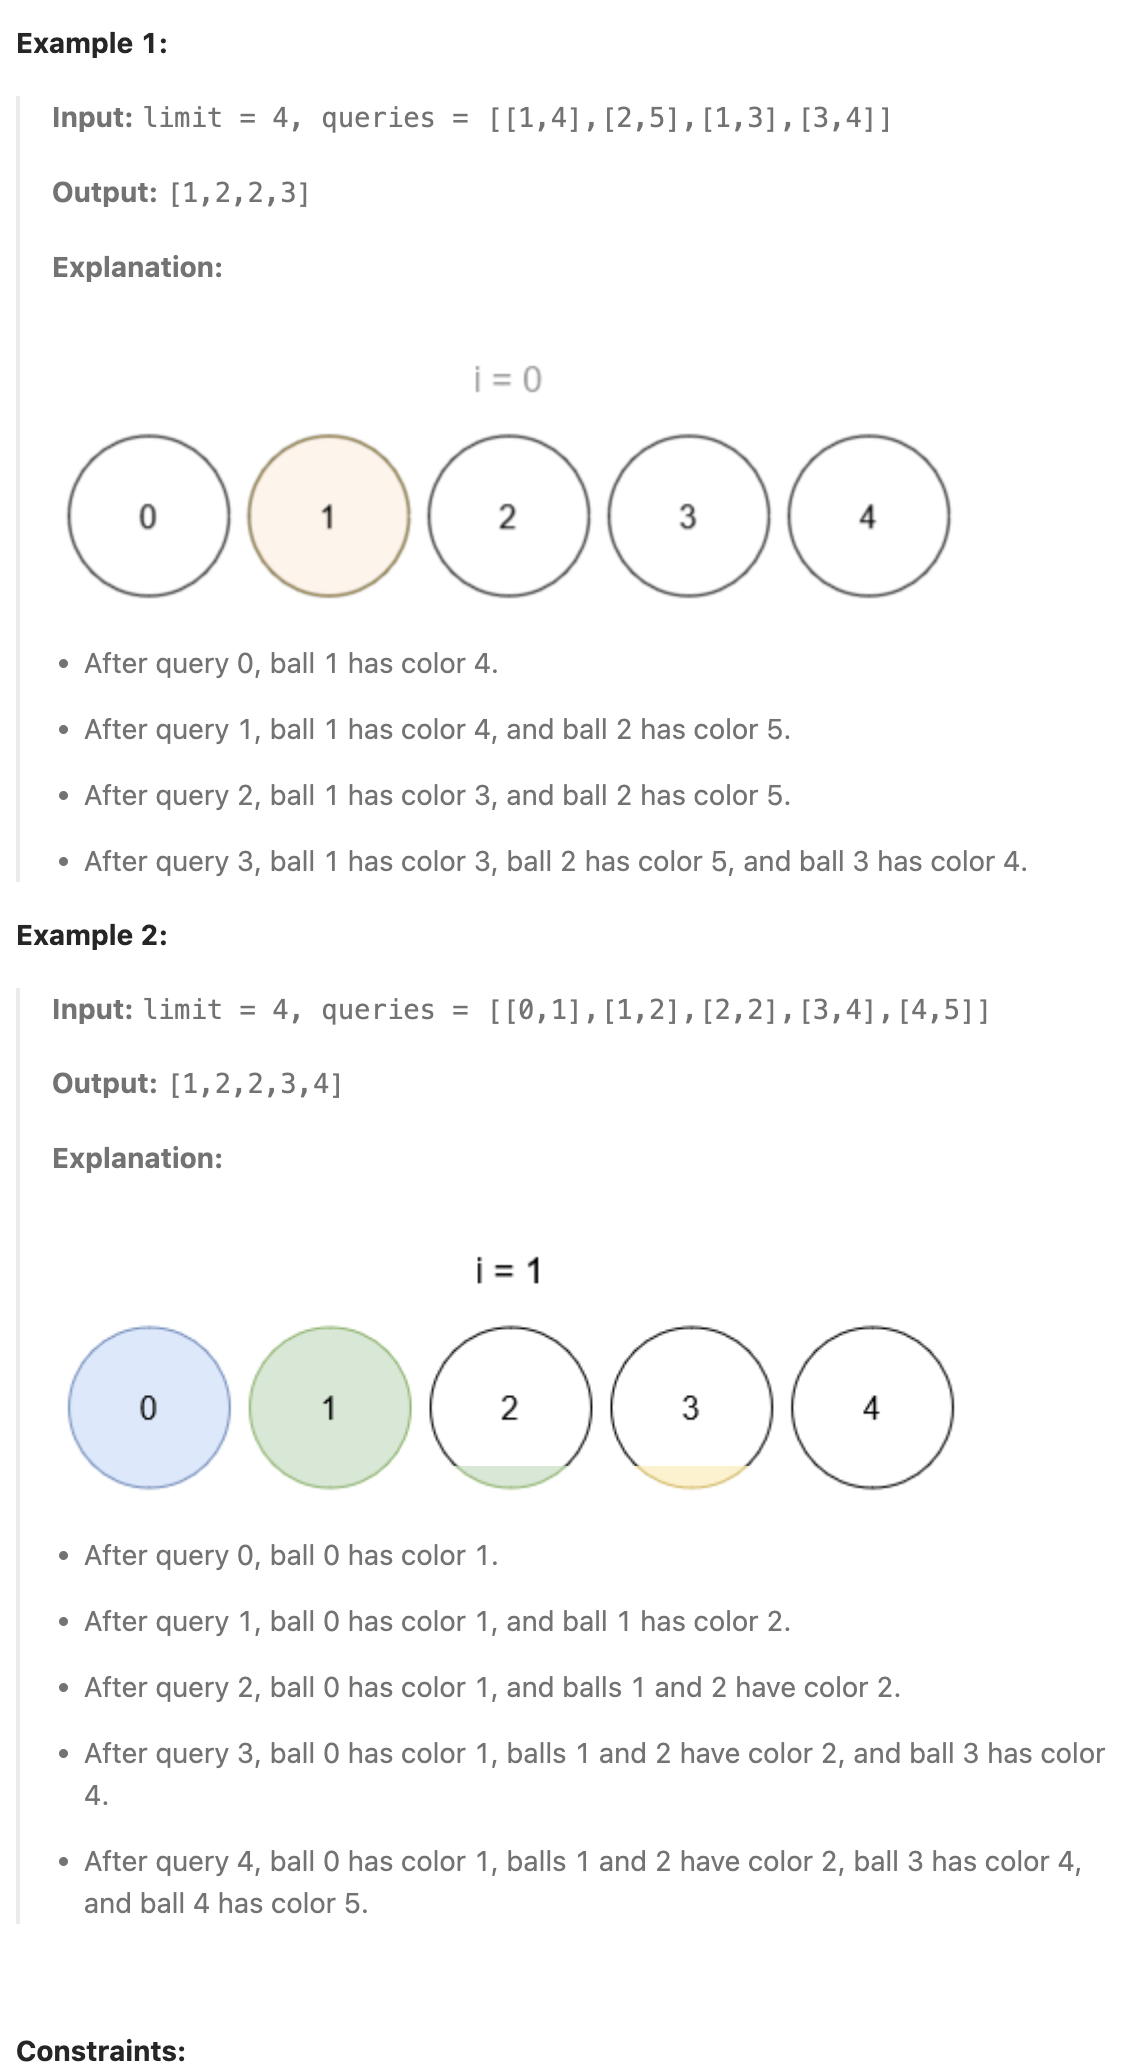 Example 1:
Input: limit = 4, queries = [[1,4],[2,5],[1,3],[3,4]]
Output: [1,2,2,3]
Explanation:
i = 0
0 1 2 3 4
• After query 0, ball 1 has color 4.
• After query 1, ball 1 has color 4, and ball 2 has color 5.
• After query 2, ball 1 has color 3, and ball 2 has color 5.
• After query 3, ball 1 has color 3, ball 2 has color 5, and ball 3 has color 4.
Example 2:
Input: limit = 4, queries = [[0,1],[1,2],[2,2],[3,4],[4,5]]
Output: [1,2,2,3,4]
Explanation:
i = 1
0 1 2 3 4
• After query 0, ball 0 has color 1.
• After query 1, ball 0 has color 1, and ball 1 has color 2.
• After query 2, ball 0 has color 1, and balls 1 and 2 have color 2.
• After query 3, ball 0 has color 1, balls 1 and 2 have color 2, and ball 3 has color
4.
• After query 4, ball 0 has color 1, balls 1 and 2 have color 2, ball 3 has color 4,
and ball 4 has color 5.
Constraints: